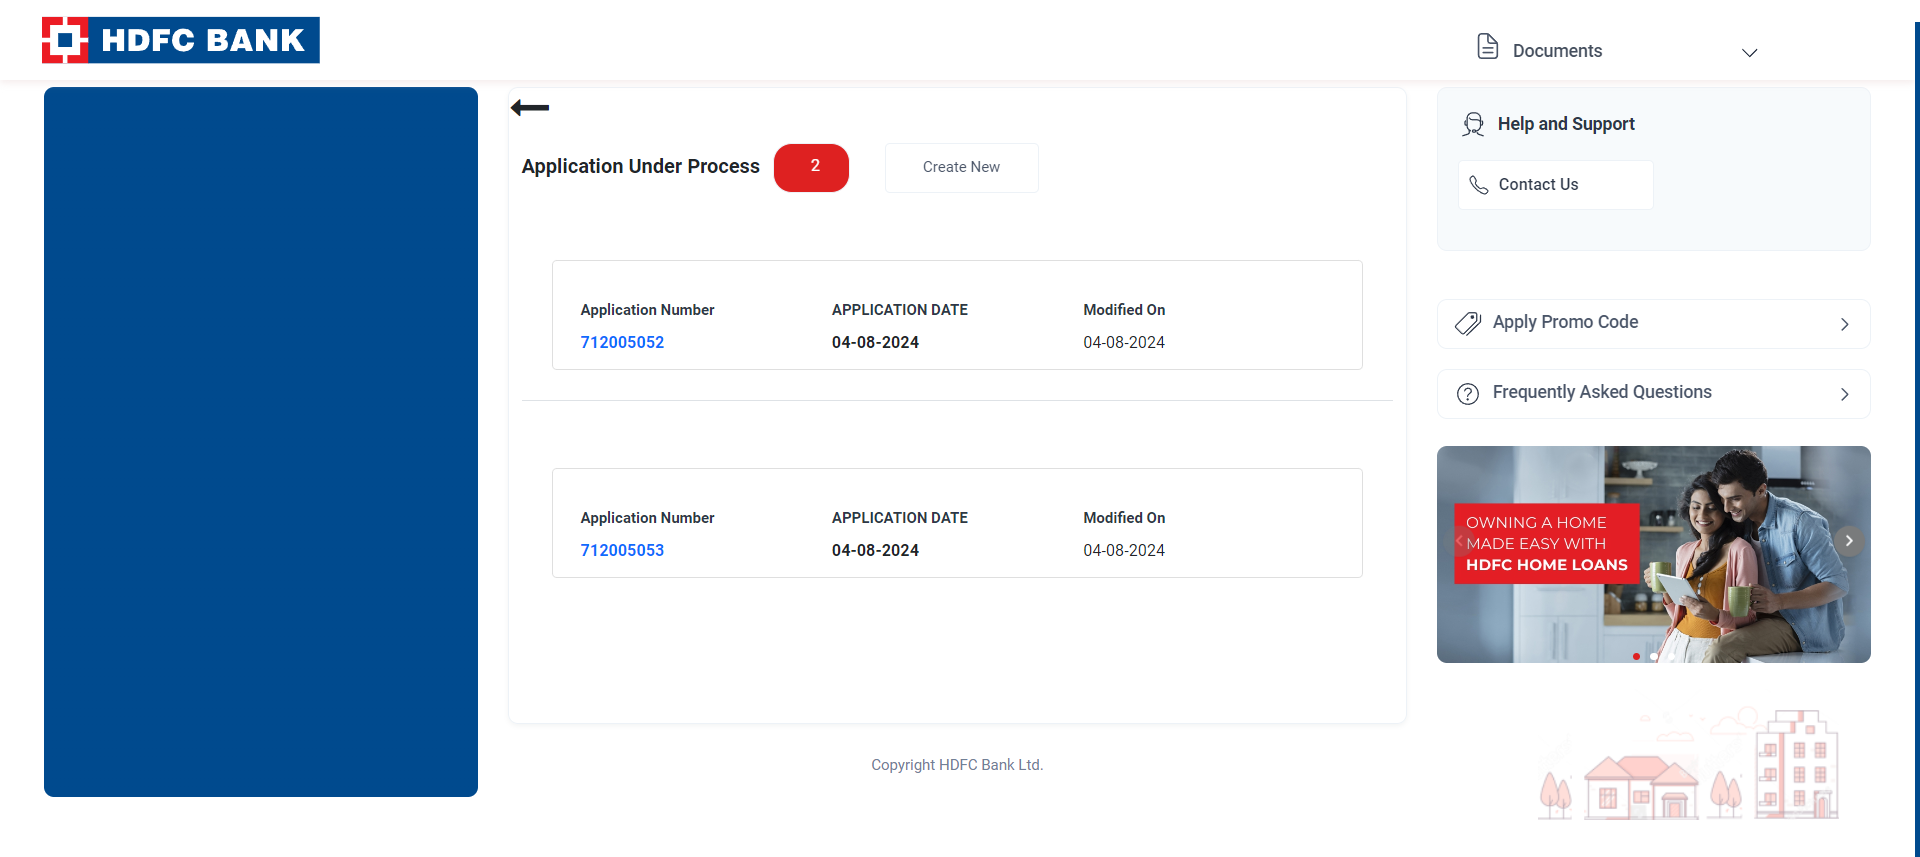 HDFC BANK
Documents
Application Under Process 2 Create New
Application Number APPLICATION DATE Modified On
712005052 04-08-2024 04-08-2024
Application Number APPLICATION DATE Modified On
712005053 04-08-2024 04-08-2024
Copyright HDFC Bank Ltd.
Help and Support
Contact Us
Apply Promo Code
Frequently Asked Questions
OWNING A HOME
MADE EASY WITH
HDFC HOME LOANS